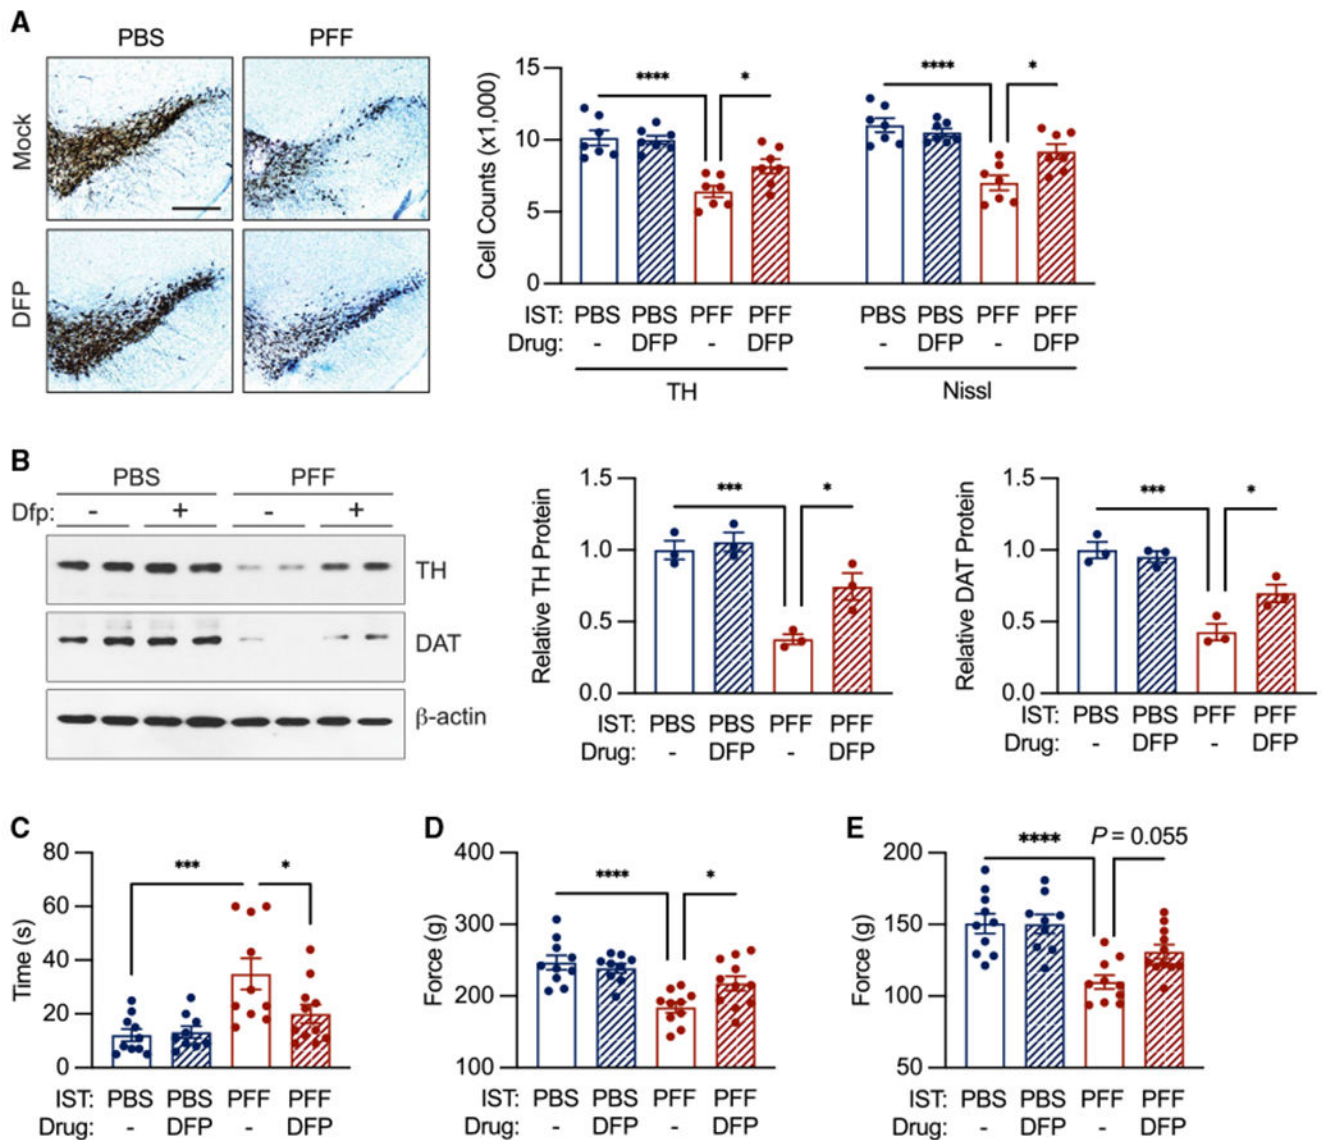 A
PBS PFF
Mock
DFP
Cell Counts (x1,000)
15
10
5
0
**** *
**** *
IST: PBS PBS PFF PFF PBS PBS PFF PFF
Drug: - DFP - DFP - DFP - DFP
TH Nissl
B
PBS PFF
Dfp: - + - +
TH
DAT
β-actin
Relative TH Protein
1.5
1.0
0.5
0.0
*** *
IST: PBS PBS PFF PFF
Drug: - DFP - DFP
Relative DAT Protein
1.5
1.0
0.5
0.0
*** *
IST: PBS PBS PFF PFF
Drug: - DFP - DFP
C
Time (s)
80
60
40
20
0
*** *
IST: PBS PBS PFF PFF
Drug: - DFP - DFP
D
Force (g)
400
300
200
100
**** *
IST: PBS PBS PFF PFF
Drug: - DFP - DFP
E
Force (g)
200
150
100
50
**** P = 0.055
IST: PBS PBS PFF PFF
Drug: - DFP - DFP